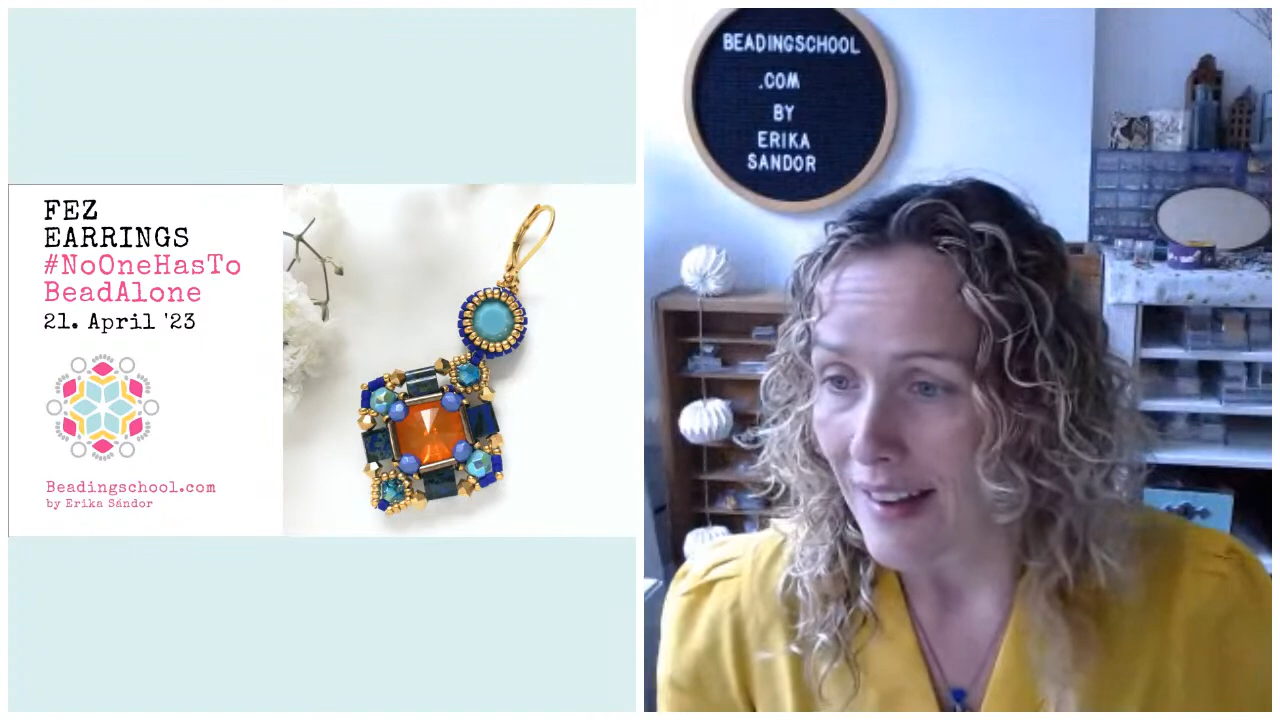 FEZ
EARRINGS
#NoOneHasTo
BeadAlone
21. April '23
Beadingschool.com
by Erika Sándor
BEADINGSCHOOL
.COM
BY
ERIKA
SANDOR